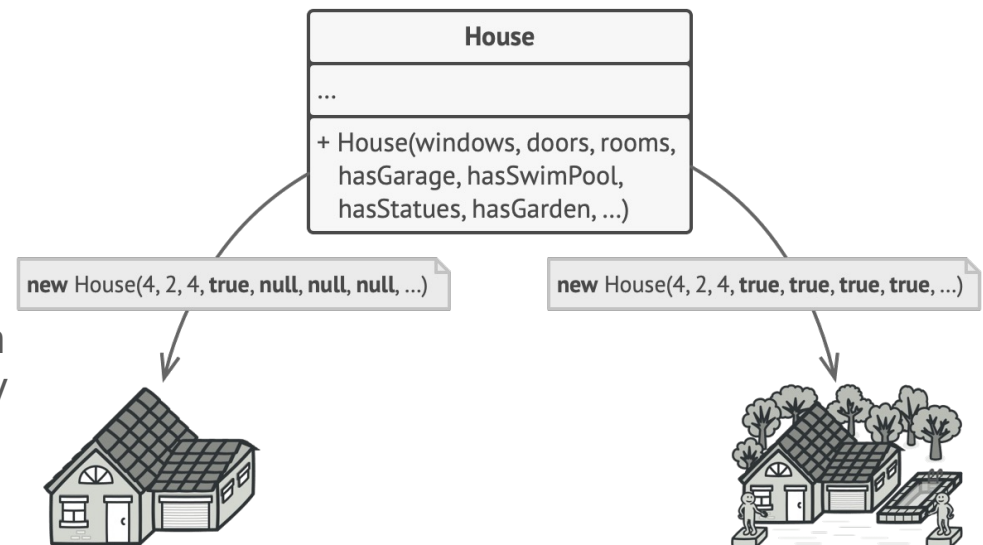 House
...
+ House(windows, doors, rooms,
hasGarage, hasSwimPool,
hasStatues, hasGarden, ...)
new House(4, 2, 4, true, null, null, null, ...)
new House(4, 2, 4, true, true, true, true, ...)